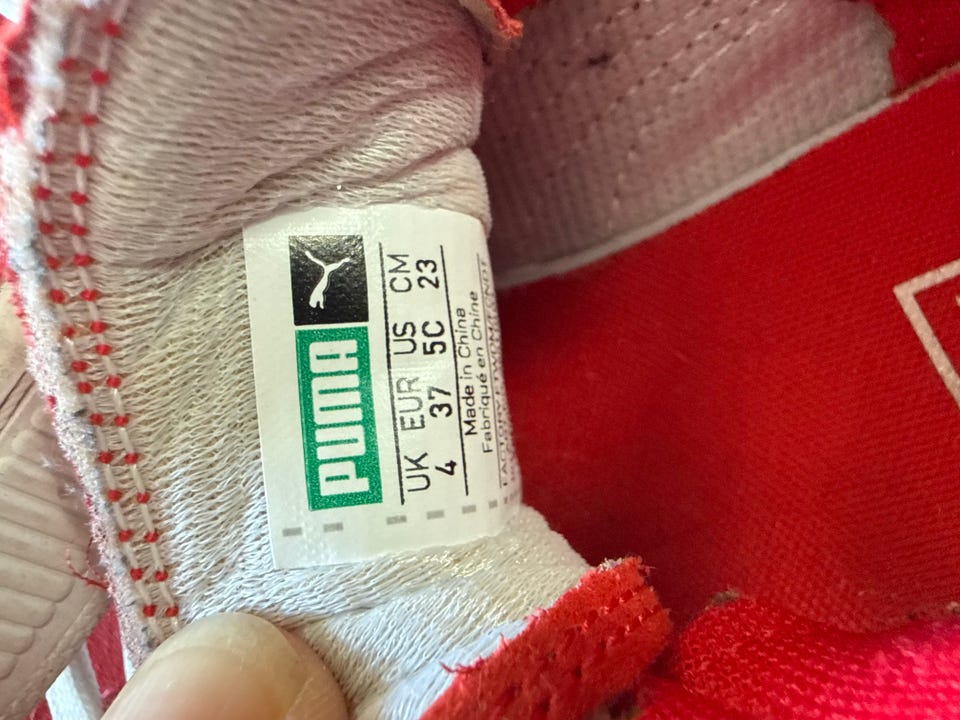 PUMA
UK EUR US CM
4 37 5C 23
Made in China
Fabriqué en Chine